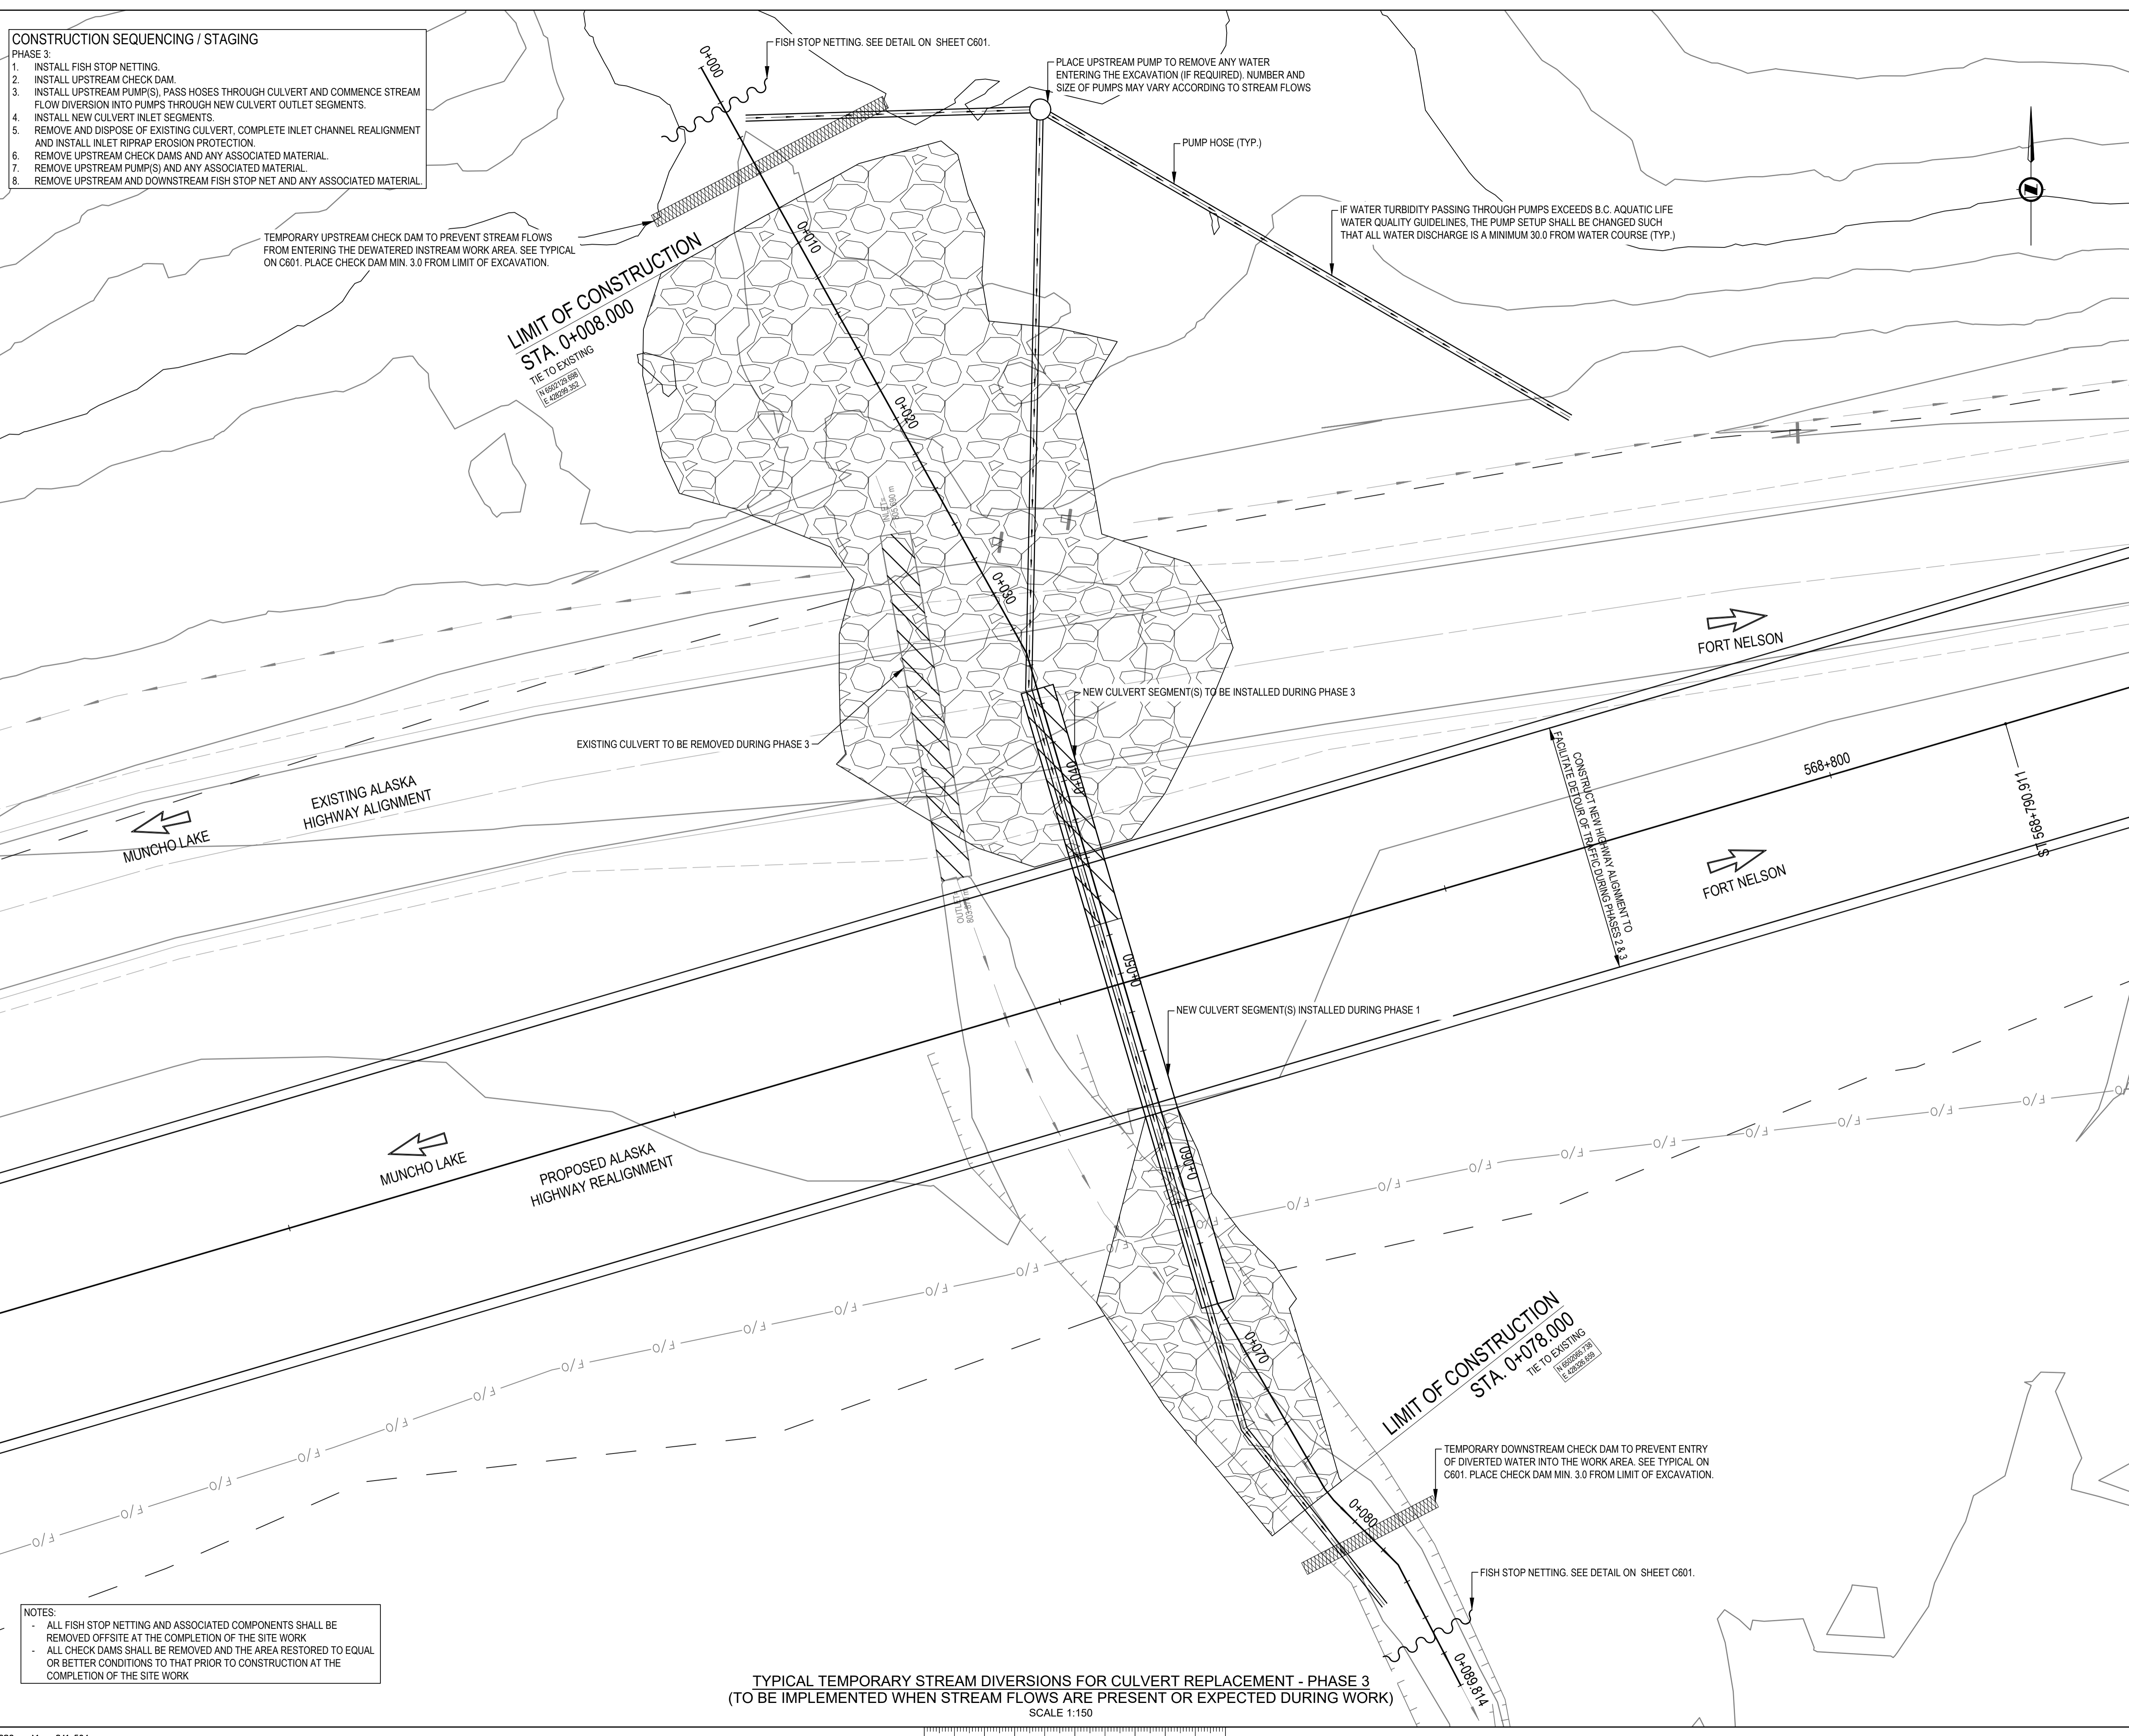 CONSTRUCTION SEQUENCING / STAGING
PHASE 3:
1. INSTALL FISH STOP NETTING.
2. INSTALL UPSTREAM CHECK DAM.
3. INSTALL UPSTREAM PUMP(S), PASS HOSES THROUGH CULVERT AND COMMENCE STREAM
FLOW DIVERSION INTO PUMPS THROUGH NEW CULVERT OUTLET SEGMENTS.
4. INSTALL NEW CULVERT INLET SEGMENTS.
5. REMOVE AND DISPOSE OF EXISTING CULVERT, COMPLETE INLET CHANNEL REALIGNMENT
AND INSTALL INLET RIPRAP EROSION PROTECTION.
6. REMOVE UPSTREAM CHECK DAMS AND ANY ASSOCIATED MATERIAL.
7. REMOVE UPSTREAM PUMP(S) AND ANY ASSOCIATED MATERIAL.
8. REMOVE UPSTREAM AND DOWNSTREAM FISH STOP NET AND ANY ASSOCIATED MATERIAL.
0+000
FISH STOP NETTING. SEE DETAIL ON SHEET C601.
PLACE UPSTREAM PUMP TO REMOVE ANY WATER
ENTERING THE EXCAVATION (IF REQUIRED). NUMBER AND
SIZE OF PUMPS MAY VARY ACCORDING TO STREAM FLOWS
PUMP HOSE (TYP.)
IF WATER TURBIDITY PASSING THROUGH PUMPS EXCEEDS B.C. AQUATIC LIFE
WATER QUALITY GUIDELINES, THE PUMP SETUP SHALL BE CHANGED SUCH
THAT ALL WATER DISCHARGE IS A MINIMUM 30.0 FROM WATER COURSE (TYP.)
TEMPORARY UPSTREAM CHECK DAM TO PREVENT STREAM FLOWS
FROM ENTERING THE DEWATERED INSTREAM WORK AREA. SEE TYPICAL
ON C601. PLACE CHECK DAM MIN. 3.0 FROM LIMIT OF EXCAVATION.
0+010
LIMIT OF CONSTRUCTION
STA. 0+008.000
TIE TO EXISTING
N 6502129.698
E 428299.352
0+020
0+030
FORT NELSON
NEW CULVERT SEGMENT(S) TO BE INSTALLED DURING PHASE 3
EXISTING CULVERT TO BE REMOVED DURING PHASE 3
0+040
EXISTING ALASKA
HIGHWAY ALIGNMENT
MUNCHO LAKE
CONSTRUCT NEW HIGHWAY ALIGNMENT TO
FACILITATE DETOUR OF TRAFFIC DURING PHASES 2 & 3
568+800
ST 568+790.911
FORT NELSON
OUTLET
0+050
NEW CULVERT SEGMENT(S) INSTALLED DURING PHASE 1
MUNCHO LAKE
PROPOSED ALASKA
HIGHWAY REALIGNMENT
0+060
F/O F/O F/O F/O F/O F/O F/O F/O F/O F/O F/O F/O F/O F/O F/O F/O F/O F/O F/O F/O F/O F/O F/O F/O
0+070
LIMIT OF CONSTRUCTION
STA. 0+078.000
TIE TO EXISTING
N 6502065.738
E 428326.659
TEMPORARY DOWNSTREAM CHECK DAM TO PREVENT ENTRY
OF DIVERTED WATER INTO THE WORK AREA. SEE TYPICAL ON
C601. PLACE CHECK DAM MIN. 3.0 FROM LIMIT OF EXCAVATION.
0+080
FISH STOP NETTING. SEE DETAIL ON SHEET C601.
0+089.814
NOTES:
- ALL FISH STOP NETTING AND ASSOCIATED COMPONENTS SHALL BE
REMOVED OFFSITE AT THE COMPLETION OF THE SITE WORK
- ALL CHECK DAMS SHALL BE REMOVED AND THE AREA RESTORED TO EQUAL
OR BETTER CONDITIONS TO THAT PRIOR TO CONSTRUCTION AT THE
COMPLETION OF THE SITE WORK
TYPICAL TEMPORARY STREAM DIVERSIONS FOR CULVERT REPLACEMENT - PHASE 3
(TO BE IMPLEMENTED WHEN STREAM FLOWS ARE PRESENT OR EXPECTED DURING WORK)
SCALE 1:150